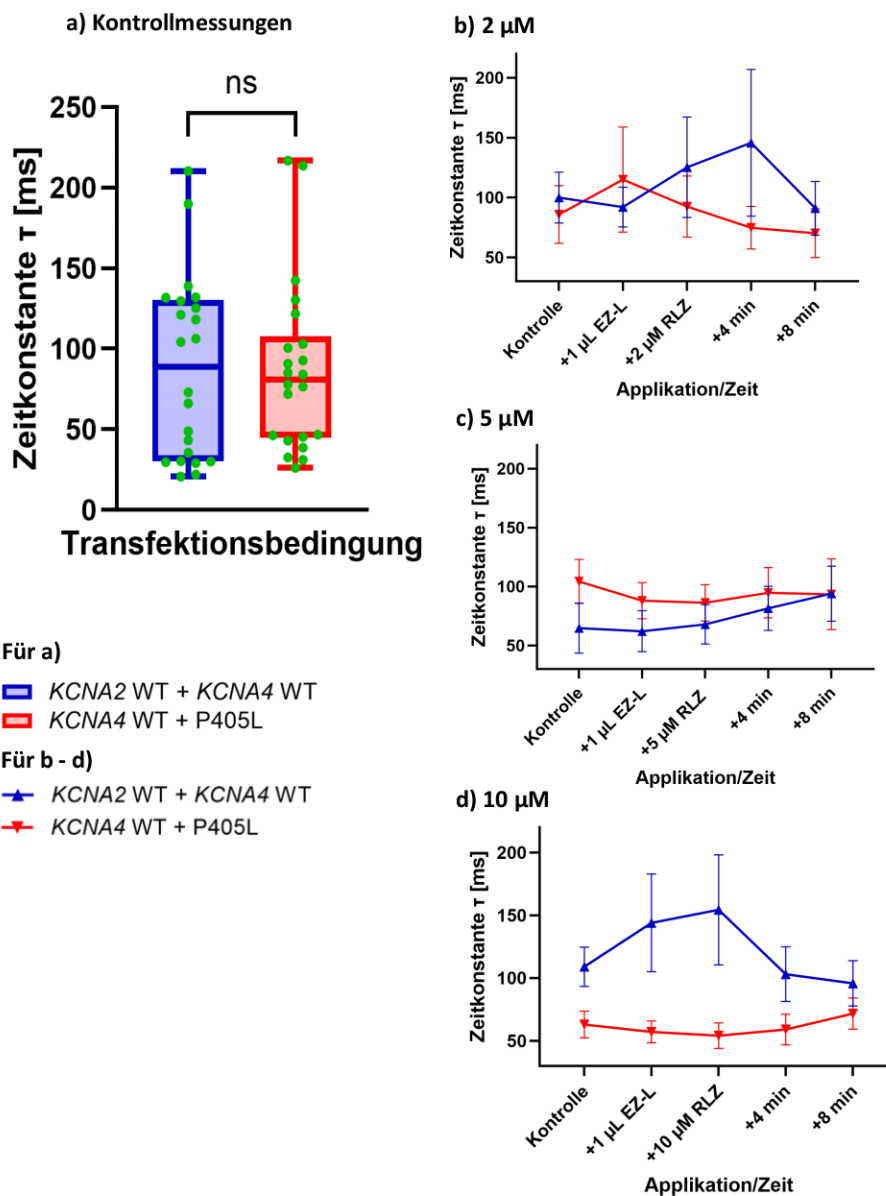 a) Kontrollmessungen
ns
250
200
150
100
50
0
Zeitkonstante τ [ms]
Transfektionsbedingung
Für a)
KCNA2 WT + KCNA4 WT
KCNA4 WT + P405L
Für b - d)
KCNA2 WT + KCNA4 WT
KCNA4 WT + P405L
b) 2 µM
200
150
100
50
Zeitkonstante τ [ms]
Kontrolle
+1 µL EZ-L
+2 µM RLZ
+4 min
+8 min
Applikation/Zeit
c) 5 µM
200
150
100
50
Zeitkonstante τ [ms]
Kontrolle
+1 µL EZ-L
+5 µM RLZ
+4 min
+8 min
Applikation/Zeit
d) 10 µM
200
150
100
50
Zeitkonstante τ [ms]
Kontrolle
+1 µL EZ-L
+10 µM RLZ
+4 min
+8 min
Applikation/Zeit